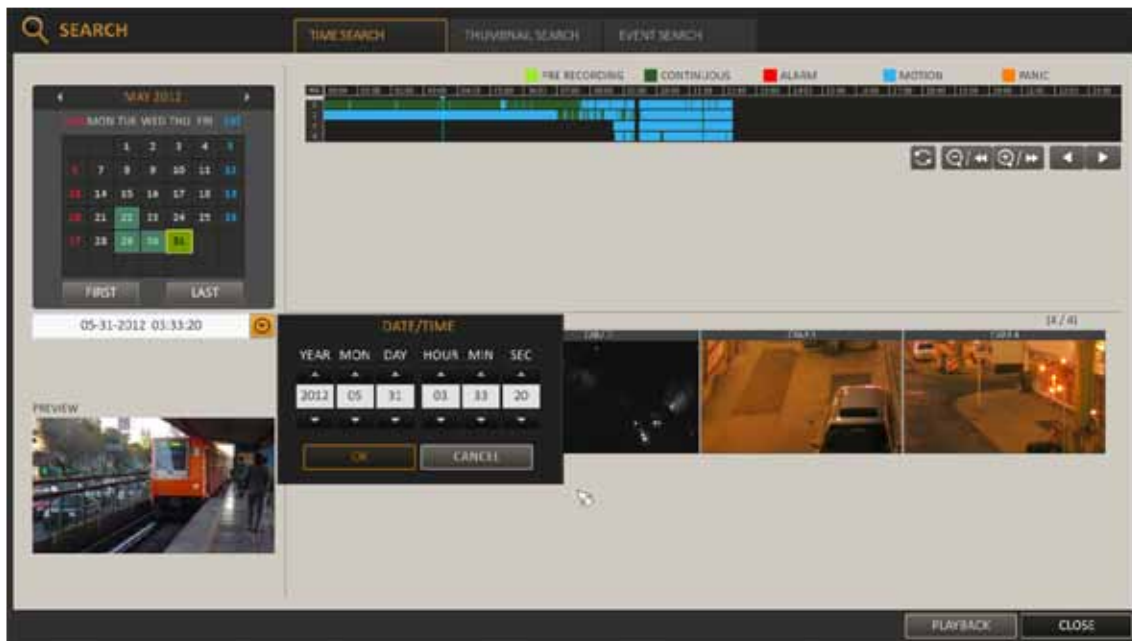 SEARCH
TIME SEARCH
THUMBNAIL SEARCH
EVENT SEARCH
PRE RECORDING
CONTINUOUS
ALARM
MOTION
PANIC
MAY 2012
MON TUE WED THU FRI SAT
1 2 3 4 5
6 7 8 9 10 11 12
13 14 15 16 17 18 19
20 21 22 23 24 25 26
27 28 29 30 31
FIRST
LAST
05-31-2012 03:33:20
DATE/TIME
YEAR MON DAY HOUR MIN SEC
2012 05 31 03 33 20
OK
CANCEL
(4 / 4)
PREVIEW
PLAYBACK
CLOSE